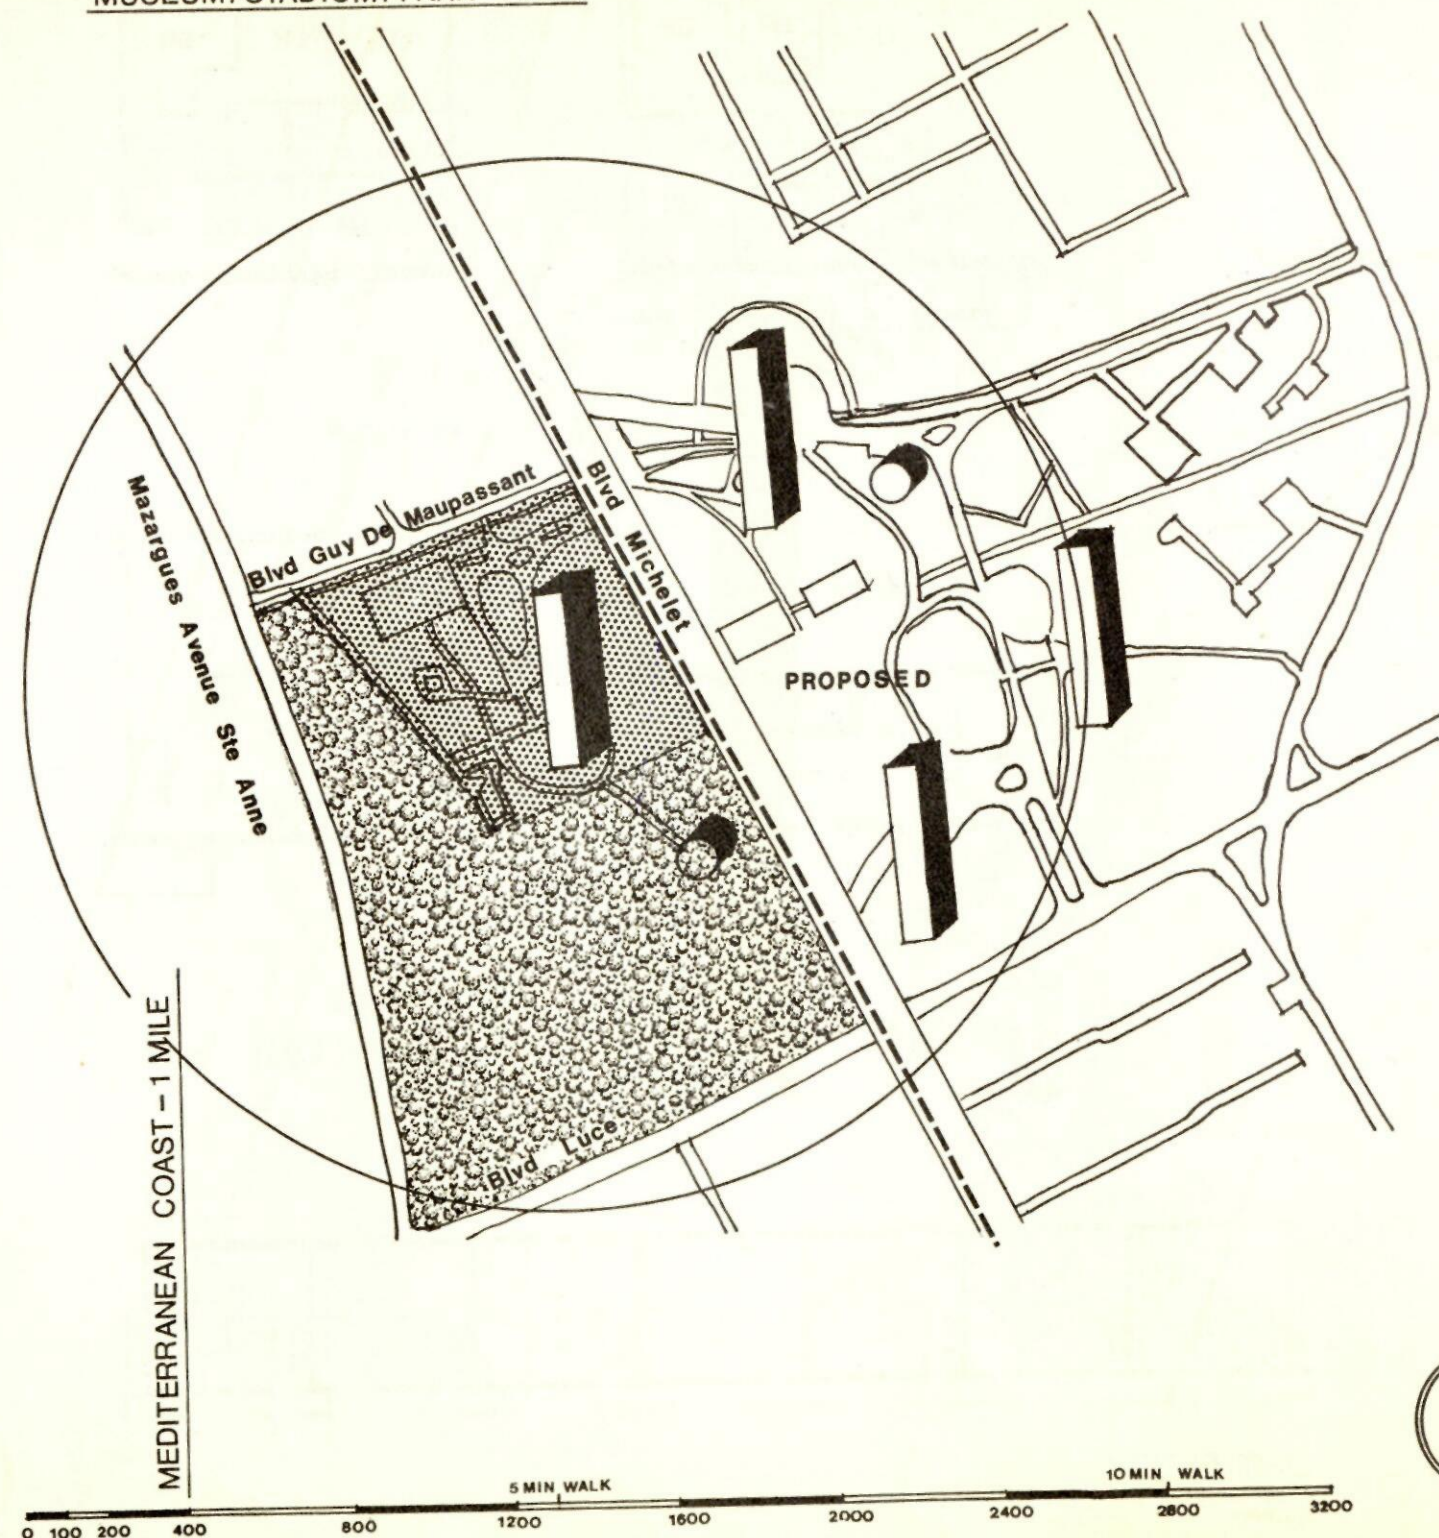 Blvd Guy De Maupassant
Blvd Michelet
Mazargues Avenue Ste Anne
PROPOSED
Blvd Luce
MEDITERRANEAN COAST – 1 MILE
5 MIN WALK
10 MIN WALK
0 100 200 400 800 1200 1600 2000 2400 2800 3200